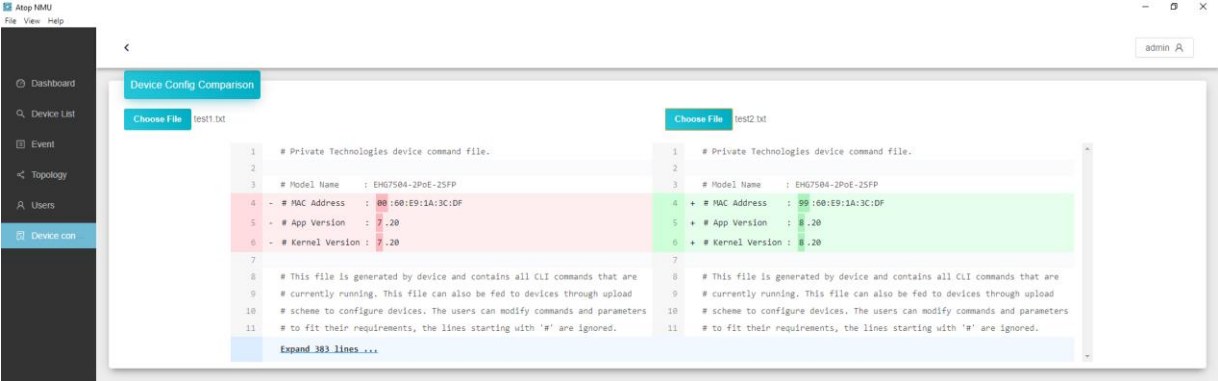 Atop NMU
File View Help
admin
Dashboard
Device List
Event
Topology
Users
Device con
Device Config Comparison
Choose File test1.txt
1 # Private Technologies device command file.
2
3 # Model Name : EHG7504-2PoE-2SFP
4 - # MAC Address : 00:60:E9:1A:3C:DF
5 - # App Version : 7.20
6 - # Kernel Version : 7.20
7
8 # This file is generated by device and contains all CLI commands that are
9 # currently running. This file can also be fed to devices through upload
10 # scheme to configure devices. The users can modify commands and parameters
11 # to fit their requirements, the lines starting with '#' are ignored.
Expand 383 lines ...
Choose File test2.txt
1 # Private Technologies device command file.
2
3 # Model Name : EHG7504-2PoE-2SFP
4 + # MAC Address : 99:60:E9:1A:3C:DF
5 + # App Version : 8.20
6 + # Kernel Version : 8.20
7
8 # This file is generated by device and contains all CLI commands that are
9 # currently running. This file can also be fed to devices through upload
10 # scheme to configure devices. The users can modify commands and parameters
11 # to fit their requirements, the lines starting with '#' are ignored.